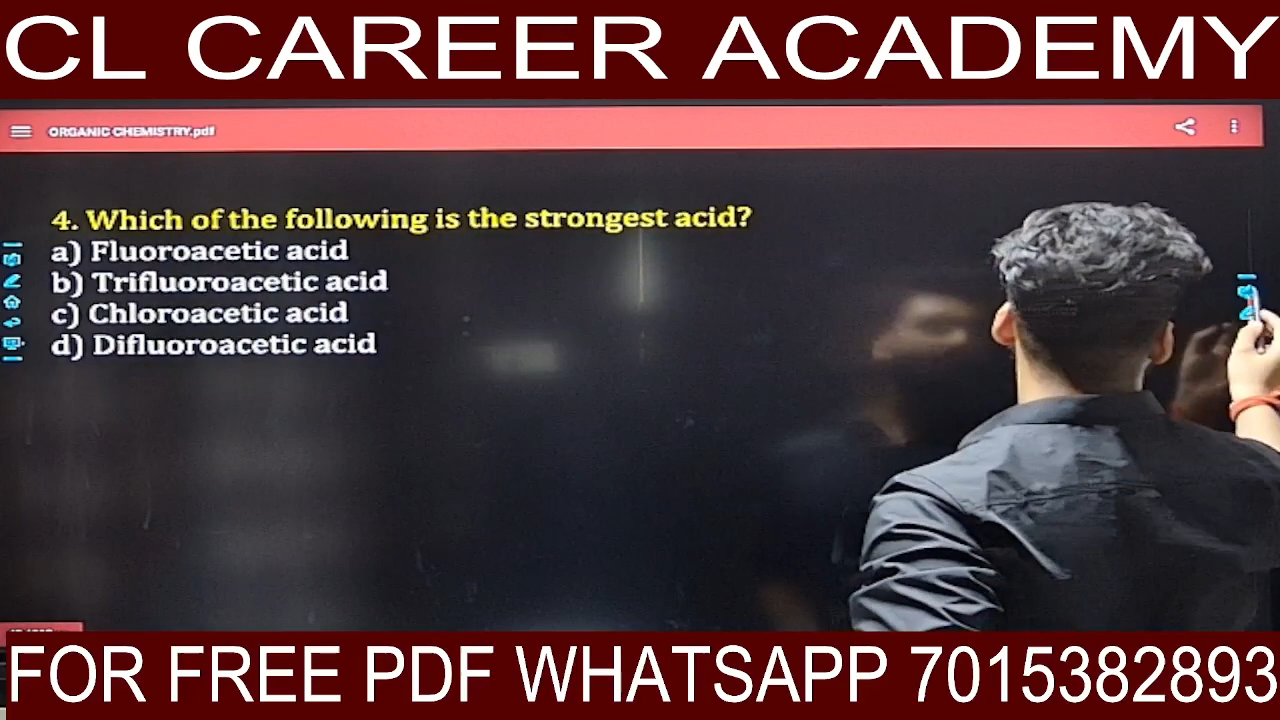 CL CAREER ACADEMY
ORGANIC CHEMISTRY.pdf
4. Which of the following is the strongest acid?
a) Fluoroacetic acid
b) Trifluoroacetic acid
c) Chloroacetic acid
d) Difluoroacetic acid
FOR FREE PDF WHATSAPP 7015382893